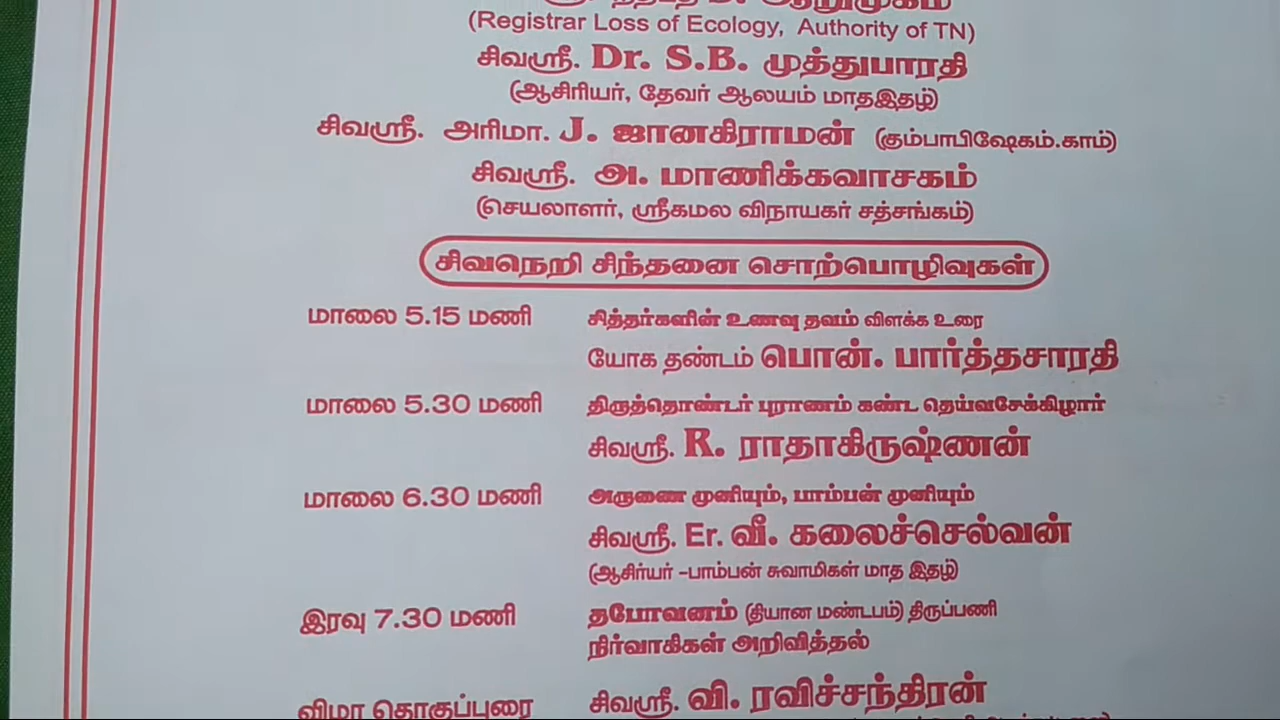 (Registrar Loss of Ecology, Authority of TN)
சிவஸ்ரீ. Dr. S.B. முத்துபாரதி
(ஆசிரியர், தேவர் ஆலயம் மாதஇதழ்)
சிவஸ்ரீ. அரிமா. J. ஜானகிராமன் (கும்பாபிஷேகம்.காம்)
சிவஸ்ரீ. அ. மாணிக்கவாசகம்
(செயலாளர், ஸ்ரீகமல விநாயகர் சத்சங்கம்)
சிவநெறி சிந்தனை சொற்பொழிவுகள்
மாலை 5.15 மணி சித்தர்களின் உணவு தவம் விளக்க உரை
யோக தண்டம் பொன். பார்த்தசாரதி
மாலை 5.30 மணி திருத்தொண்டர் புராணம் கண்ட தெய்வசேக்கிழார்
சிவஸ்ரீ. R. ராதாகிருஷ்ணன்
மாலை 6.30 மணி அருணை முனியும், பாம்பன் முனியும்
சிவஸ்ரீ. Er. வீ. கலைச்செல்வன்
(ஆசிர்யர் -பாம்பன் சுவாமிகள் மாத இதழ்)
இரவு 7.30 மணி தபோவனம் (தியான மண்டபம்) திருப்பணி
நிர்வாகிகள் அறிவித்தல்
விழா தொகுப்புரை சிவஸ்ரீ. வி. ரவிச்சந்திரன்